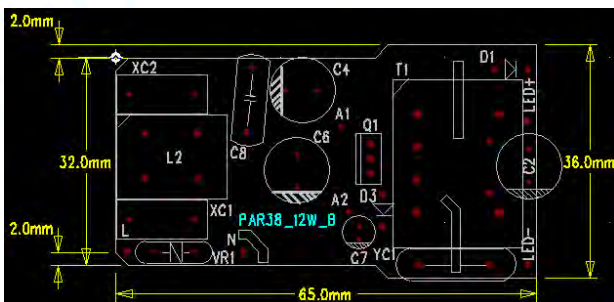 2.0mm
XC2
C4
T1
D1
LED+
A1
Q1
32.0mm
L2
C8
C6
C2
36.0mm
A2
D3
L
XC1
PAR38_12W_B
2.0mm
N
VR1
C7
YC1
LED-
65.0mm